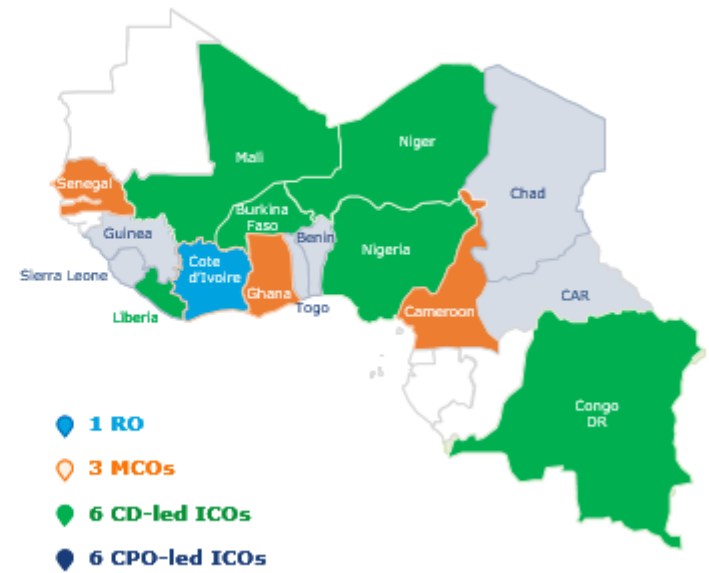 Mali
Niger
Senegal
Chad
Burkina
Faso
Guinea
Benin
Nigeria
Cote
d'Ivoire
Sierra Leone
Ghana
CAR
Togo
Cameroon
Liberia
Congo
DR
1 RO
3 MCOs
6 CD-led ICOs
6 CPO-led ICOs